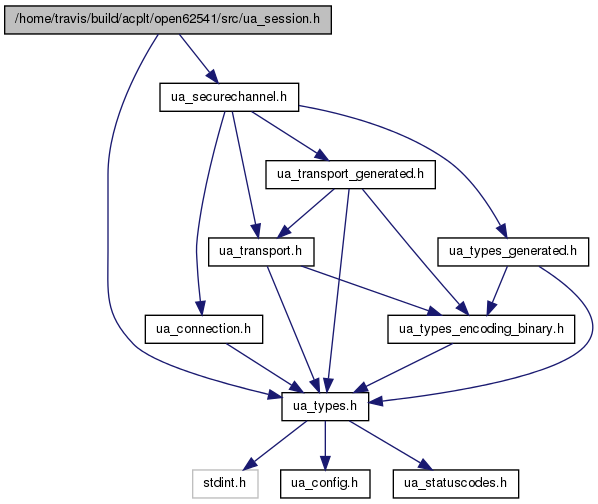 /home/travis/build/acplt/open62541/src/ua_session.h
ua_securechannel.h
ua_transport_generated.h
ua_transport.h
ua_types_generated.h
ua_connection.h
ua_types_encoding_binary.h
ua_types.h
stdint.h
ua_config.h
ua_statuscodes.h